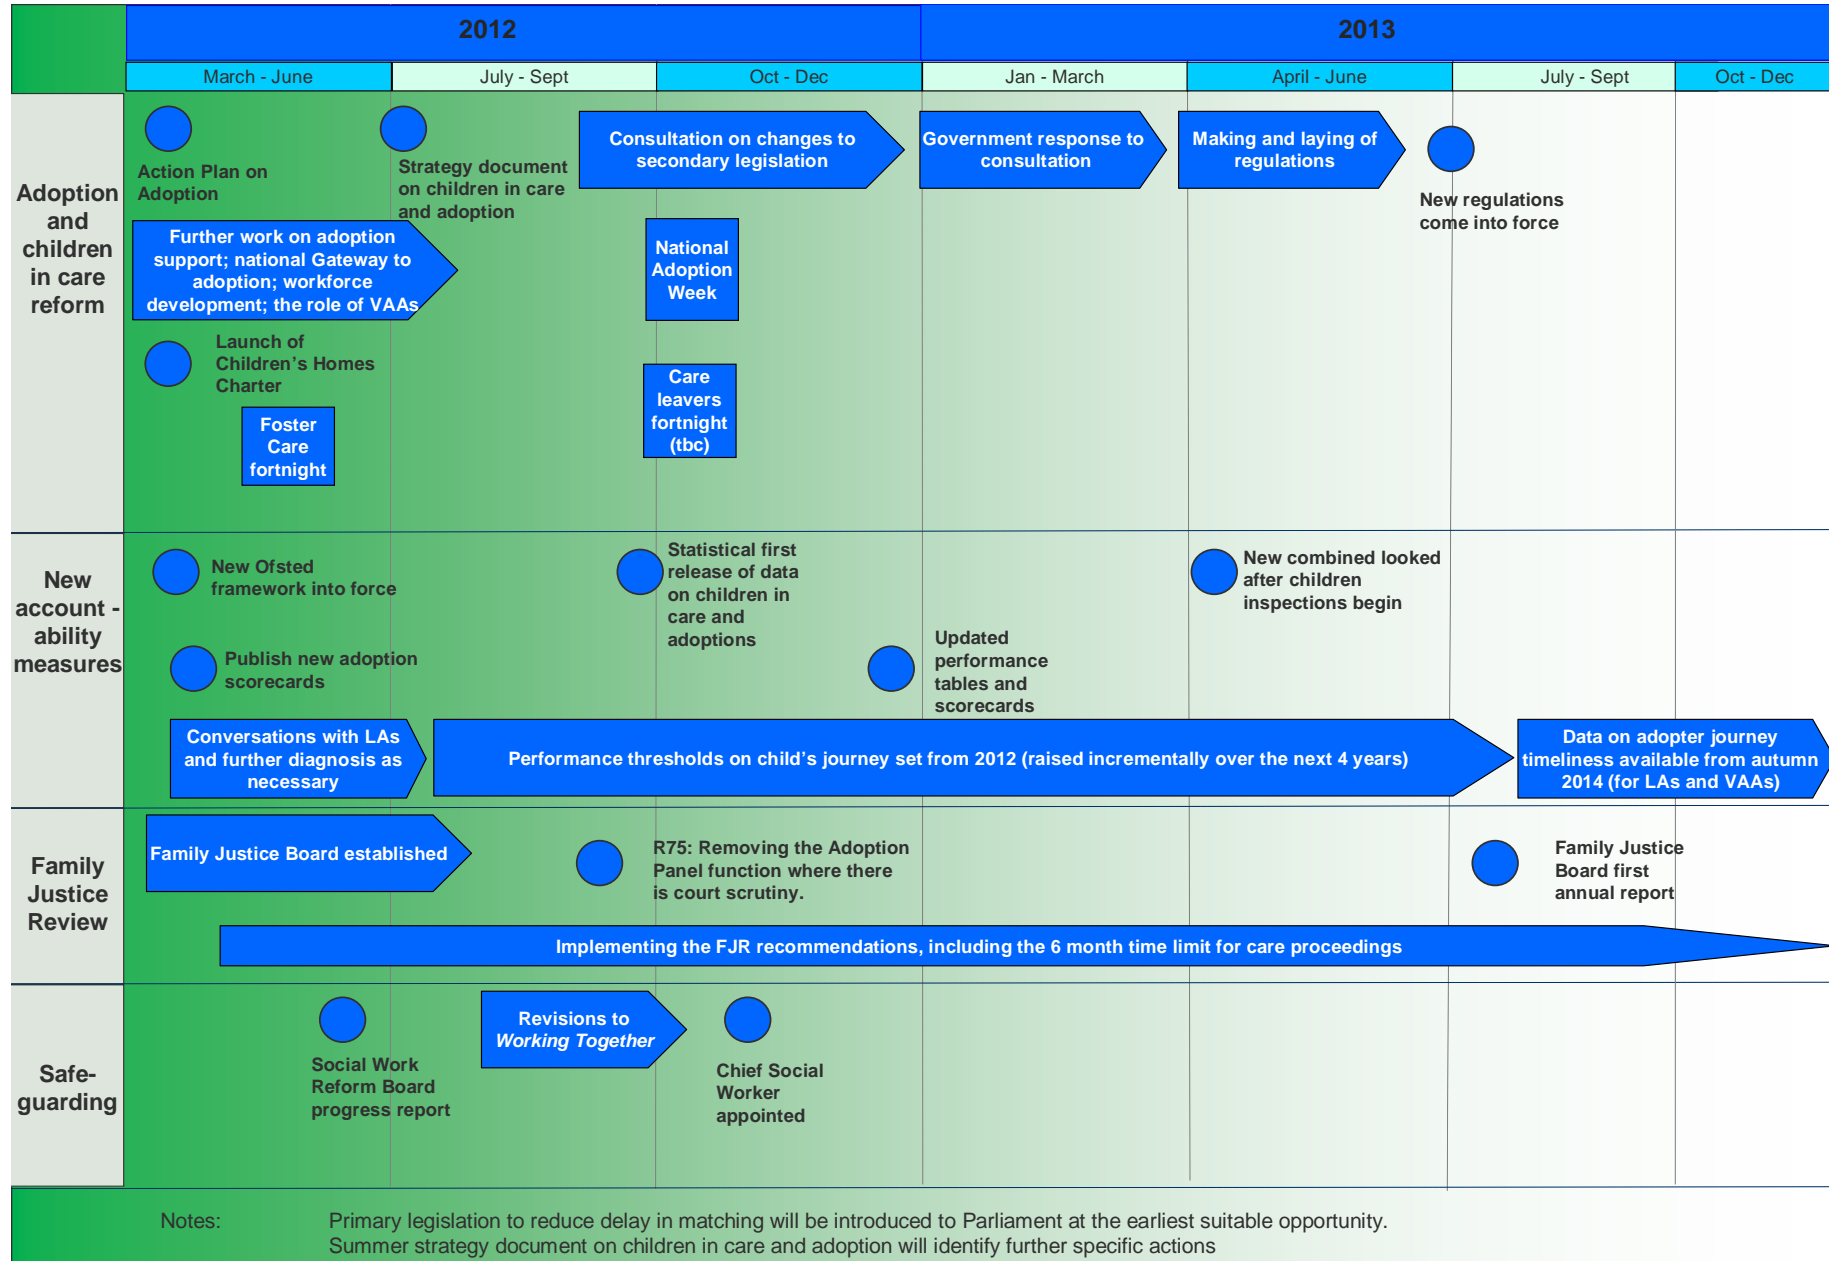 2012
2013
March - June
July - Sept
Oct - Dec
Jan - March
April - June
July - Sept
Oct - Dec
Adoption
and
children
in care
reform
Action Plan on
Adoption
Strategy document
on children in care
and adoption
Consultation on changes to
secondary legislation
Government response to
consultation
Making and laying of
regulations
New regulations
come into force
Further work on adoption
support; national Gateway to
adoption; workforce
development; the role of VAAs
National
Adoption
Week
Launch of
Children's Homes
Charter
Care
leavers
fortnight
(tbc)
Foster
Care
fortnight
New
account -
ability
measures
New Ofsted
framework into force
Statistical first
release of data
on children in
care and
adoptions
New combined looked
after children
inspections begin
Publish new adoption
scorecards
Updated
performance
tables and
scorecards
Conversations with LAs
and further diagnosis as
necessary
Performance thresholds on child's journey set from 2012 (raised incrementally over the next 4 years)
Data on adopter journey
timeliness available from autumn
2014 (for LAs and VAAs)
Family
Justice
Review
Family Justice Board established
R75: Removing the Adoption
Panel function where there
is court scrutiny.
Family Justice
Board first
annual report
Implementing the FJR recommendations, including the 6 month time limit for care proceedings
Safe-
guarding
Social Work
Reform Board
progress report
Revisions to
Working Together
Chief Social
Worker
appointed
Notes:
Primary legislation to reduce delay in matching will be introduced to Parliament at the earliest suitable opportunity.
Summer strategy document on children in care and adoption will identify further specific actions